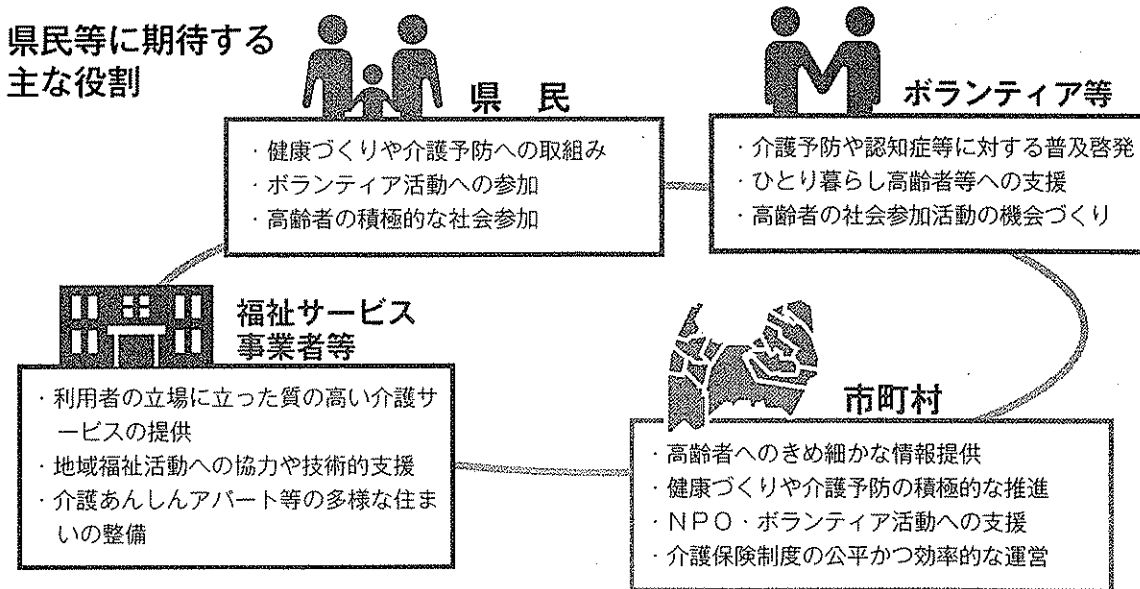 県民等に期待する
主な役割
県　民
・健康づくりや介護予防への取組み
・ボランティア活動への参加
・高齢者の積極的な社会参加
ボランティア等
・介護予防や認知症等に対する普及啓発
・ひとり暮らし高齢者等への支援
・高齢者の社会参加活動の機会づくり
福祉サービス
事業者等
・利用者の立場に立った質の高い介護サ
ービスの提供
・地域福祉活動への協力や技術的支援
・介護あんしんアパート等の多様な住ま
いの整備
市町村
・高齢者へのきめ細かな情報提供
・健康づくりや介護予防の積極的な推進
・ＮＰＯ・ボランティア活動への支援
・介護保険制度の公平かつ効率的な運営